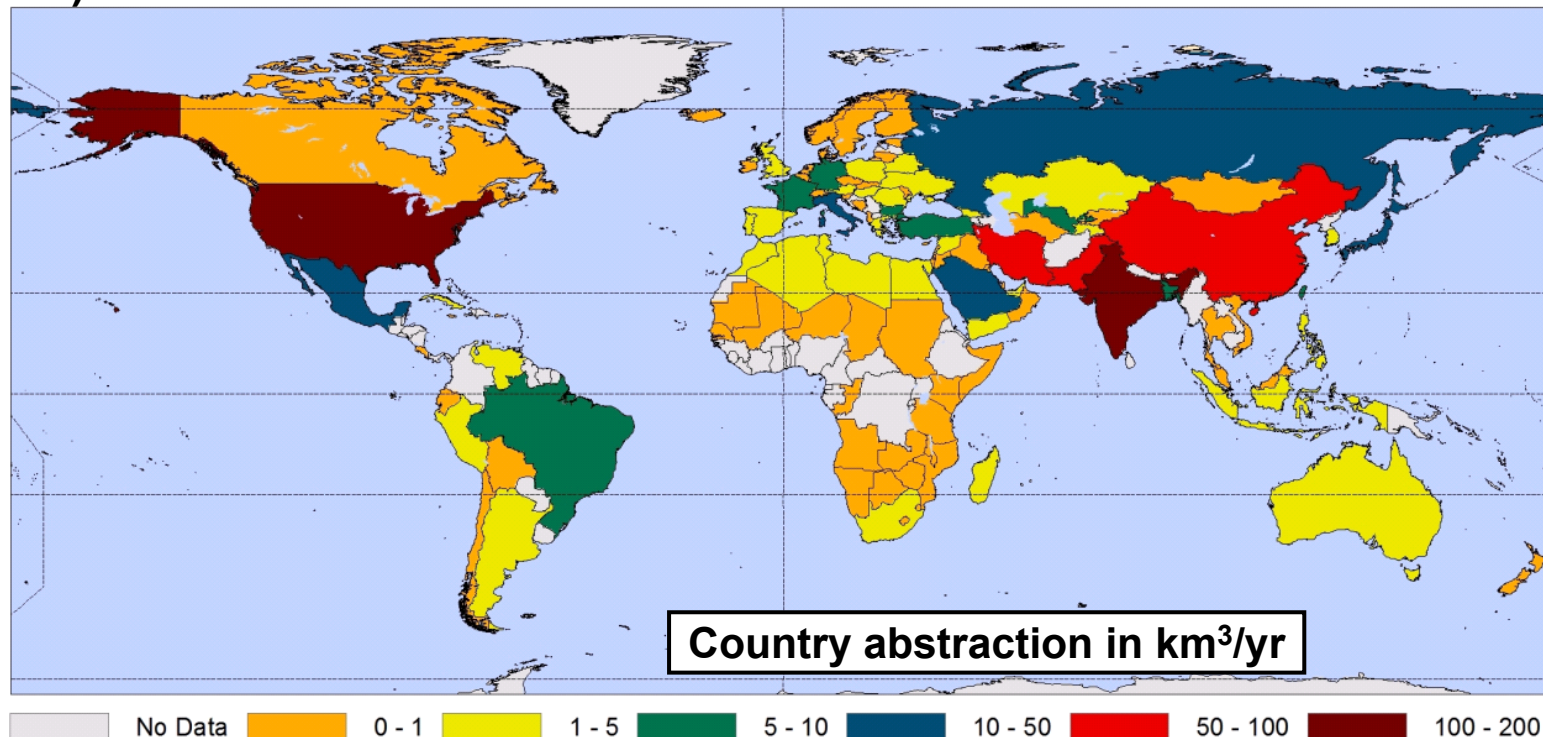 Country abstraction in km³/yr
No Data 0 - 1 1 - 5 5 - 10 10 - 50 50 - 100 100 - 200